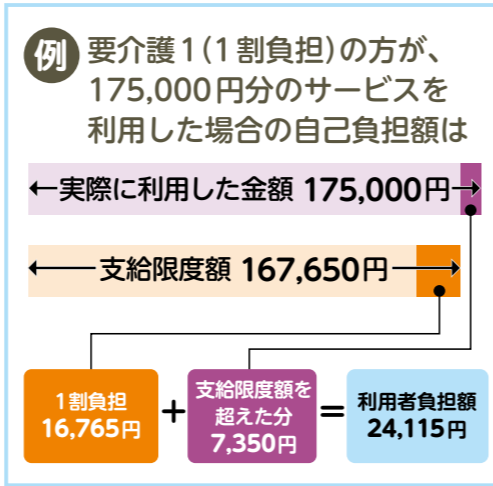 例 要介護1(1割負担)の方が、
175,000円分のサービスを
利用した場合の自己負担額は
実際に利用した金額 175,000円
支給限度額 167,650円
1割負担
16,765円
+
支給限度額を
超えた分
7,350円
=
利用者負担額
24,115円